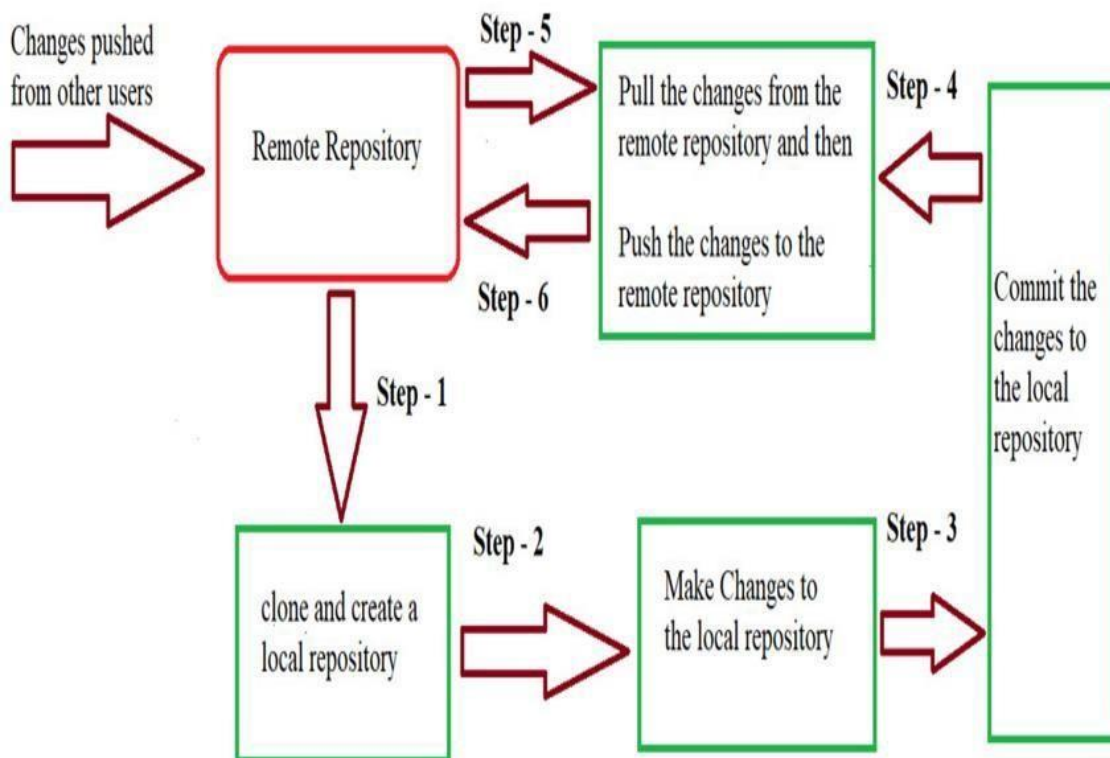 Changes pushed
from other users
Remote Repository
Step - 5
Pull the changes from the
remote repository and then
Push the changes to the
remote repository
Step - 4
Step - 6
Commit the
changes to
the local
repository
Step - 1
clone and create a
local repository
Step - 2
Make Changes to
the local repository
Step - 3